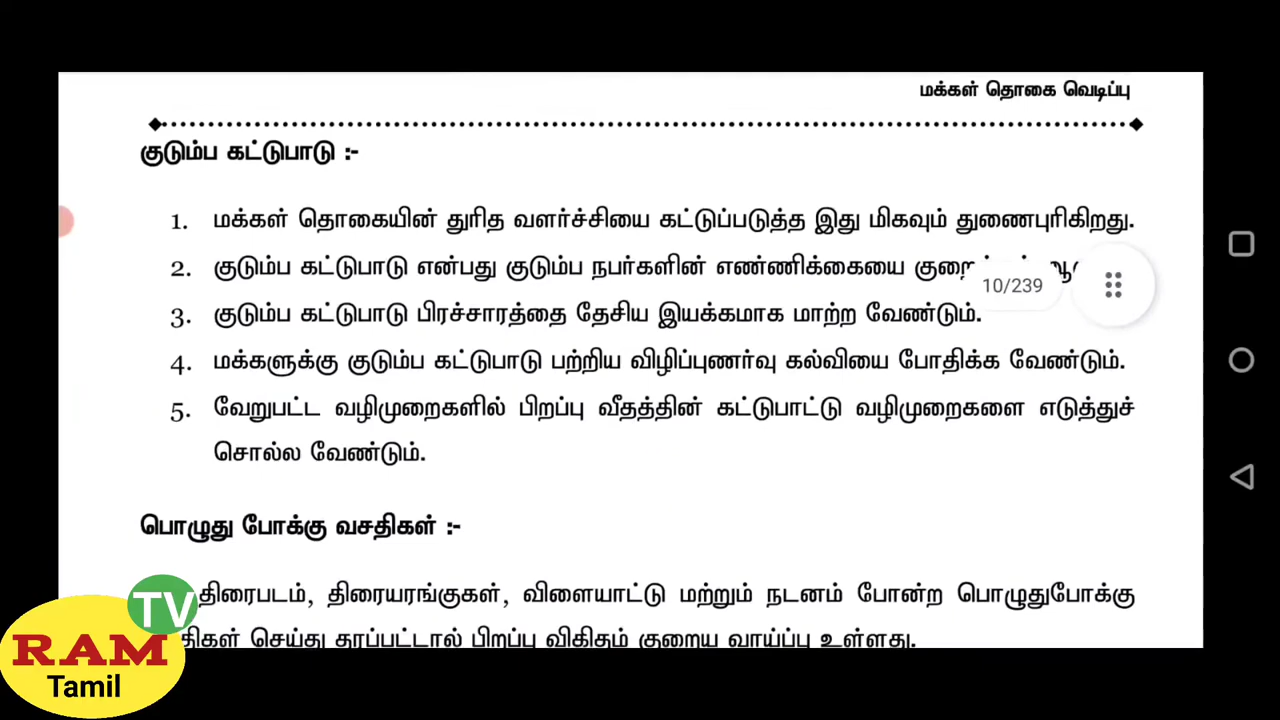 மக்கள் தொகை வெடிப்பு
குடும்ப கட்டுபாடு :-
1. மக்கள் தொகையின் துரித வளர்ச்சியை கட்டுப்படுத்த இது மிகவும் துணைபுரிகிறது.
2. குடும்ப கட்டுபாடு என்பது குடும்ப நபர்களின் எண்ணிக்கையை
10/239
3. குடும்ப கட்டுபாடு பிரச்சாரத்தை தேசிய இயக்கமாக மாற்ற வேண்டும்.
4. மக்களுக்கு குடும்ப கட்டுபாடு பற்றிய விழிப்புணர்வு கல்வியை போதிக்க வேண்டும்.
5. வேறுபட்ட வழிமுறைகளில் பிறப்பு வீதத்தின் கட்டுபாட்டு வழிமுறைகளை எடுத்துச்
சொல்ல வேண்டும்.
பொழுது போக்கு வசதிகள் :-
திரைபடம், திரையரங்குகள், விளையாட்டு மற்றும் நடனம் போன்ற பொழுதுபோக்கு
செய்து தரப்பட்டால் பிறப்பு விகிதம் குறைய வாய்ப்பு உள்ளது.
TV
RAM
Tamil